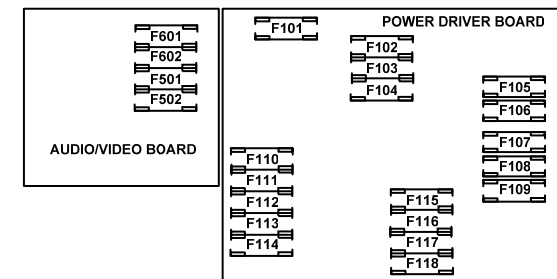 F601
F602
F501
F502
AUDIO/VIDEO BOARD
POWER DRIVER BOARD
F101
F102
F103
F104
F105
F106
F107
F108
F109
F110
F111
F112
F113
F114
F115
F116
F117
F118